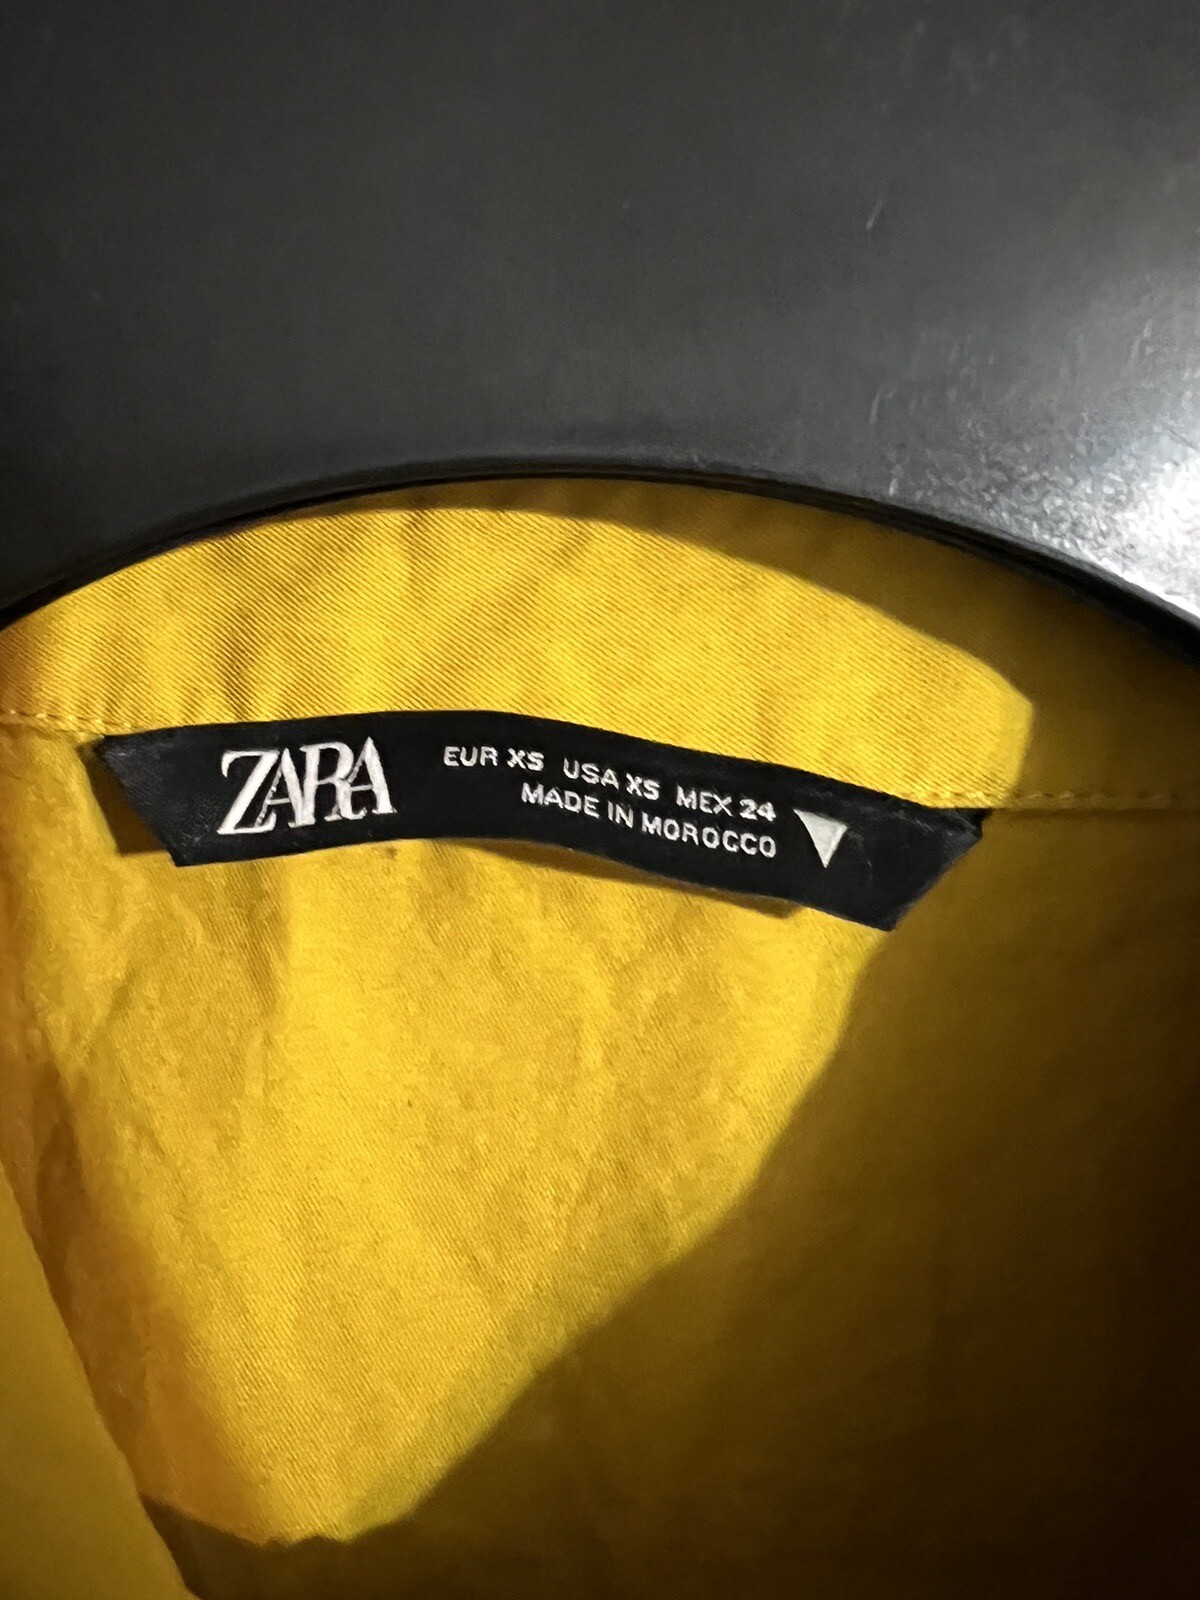 ZARA
EUR XS USA XS MEX 24
MADE IN MOROCCO